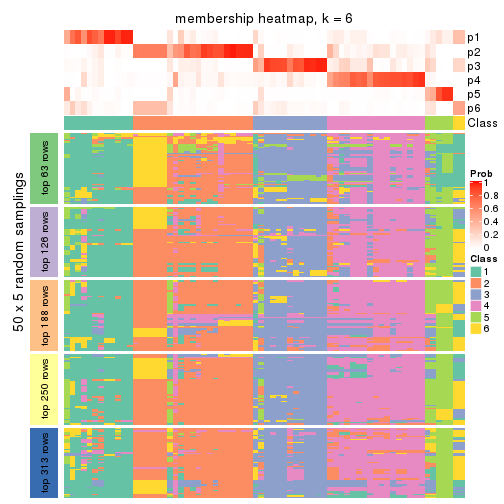 membership heatmap, k = 6
p1
p2
p3
p4
p5
p6
Class
50 x 5 random samplings
top 63 rows
top 126 rows
top 188 rows
top 250 rows
top 313 rows
Prob
1
0.8
0.6
0.4
0.2
0
Class
1
2
3
4
5
6